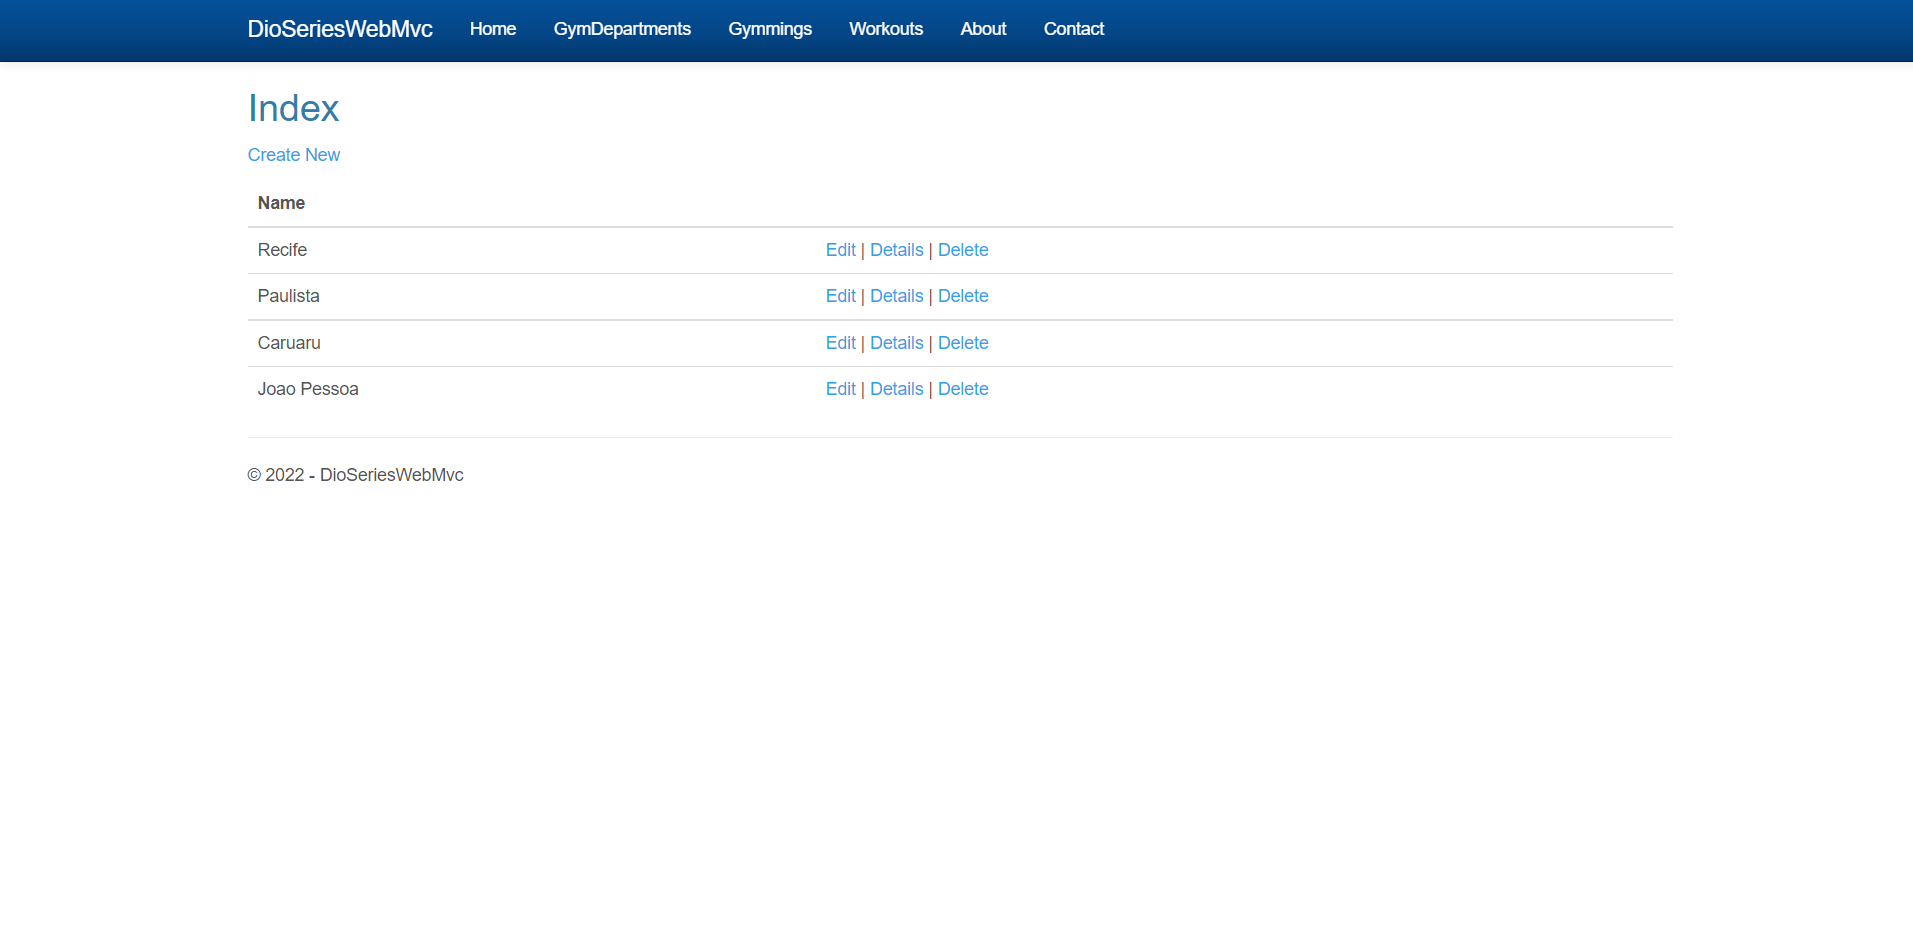 DioSeriesWebMvc Home GymDepartments Gymmings Workouts About Contact
Index
Create New
Name
Recife Edit | Details | Delete
Paulista Edit | Details | Delete
Caruaru Edit | Details | Delete
Joao Pessoa Edit | Details | Delete
© 2022 - DioSeriesWebMvc